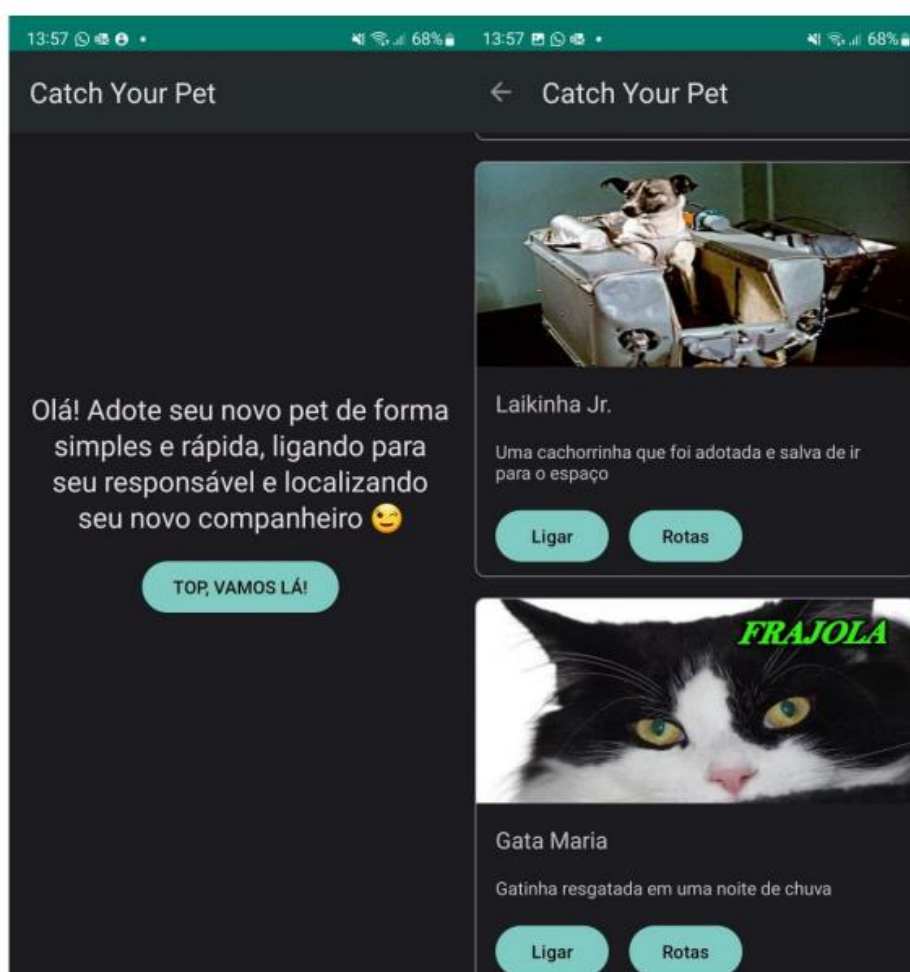 13:57
68%
Catch Your Pet
Olá! Adote seu novo pet de forma
simples e rápida, ligando para
seu responsável e localizando
seu novo companheiro 😉
TOP, VAMOS LÁ!
13:57
68%
Catch Your Pet
Laikinha Jr.
Uma cachorrinha que foi adotada e salva de ir
para o espaço
Ligar Rotas
FRAJOLA
Gata Maria
Gatinha resgatada em uma noite de chuva
Ligar Rotas